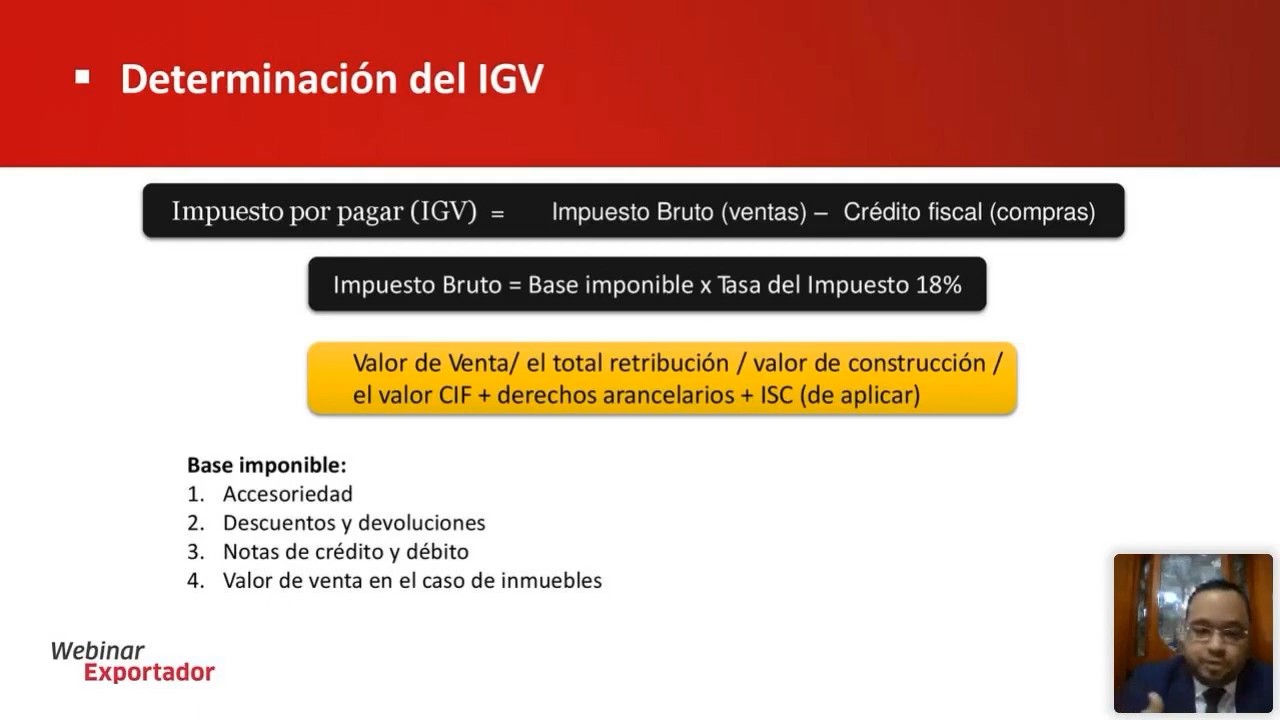 ▪ Determinación del IGV
Impuesto por pagar (IGV) = Impuesto Bruto (ventas) – Crédito fiscal (compras)
Impuesto Bruto = Base imponible x Tasa del Impuesto 18%
Valor de Venta/ el total retribución / valor de construcción /
el valor CIF + derechos arancelarios + ISC (de aplicar)
Base imponible:
1. Accesoriedad
2. Descuentos y devoluciones
3. Notas de crédito y débito
4. Valor de venta en el caso de inmuebles
Webinar
Exportador